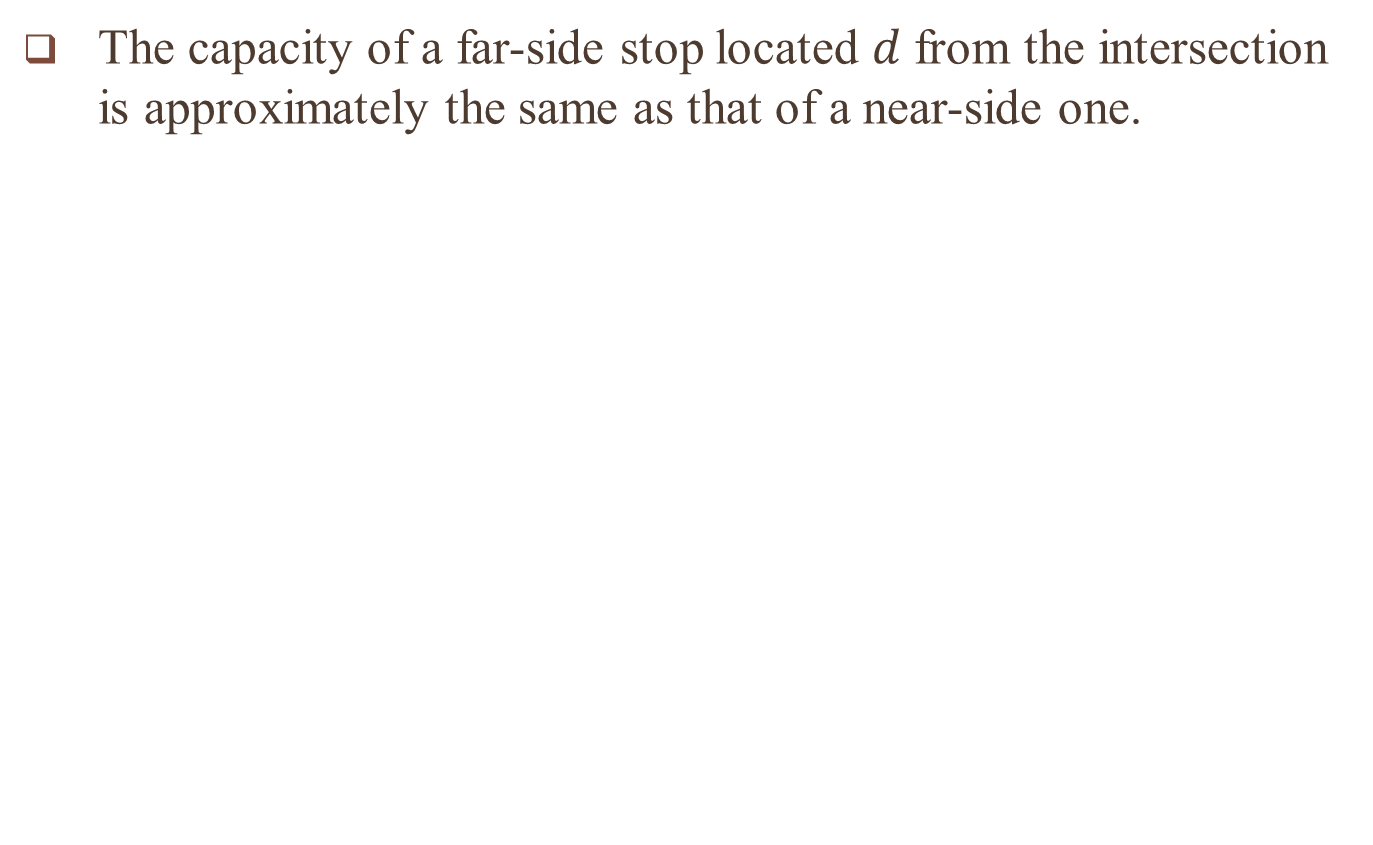 The capacity of a far-side stop located d from the intersection
is approximately the same as that of a near-side one.